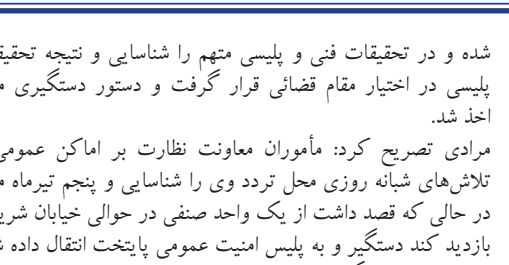 شده و در تحقیقات فنی و پلیسی متهم را شناسایی و نتیجه
پلیسی در اختیار مقام قضائی قرار گرفت و دستور دستگیری
اخذ شد.
مرادی تصریح کرد: مأموران معاونت نظارت بر اماکن عمومی
تلاش‌های شبانه روزی محل تردد وی را شناسایی و پنجم تیرماه
در حالی که قصد داشت از یک واحد صنفی در حوالی خیابان
بازدید کند دستگیر و به پلیس امنیت عمومی پایتخت انتقال داده